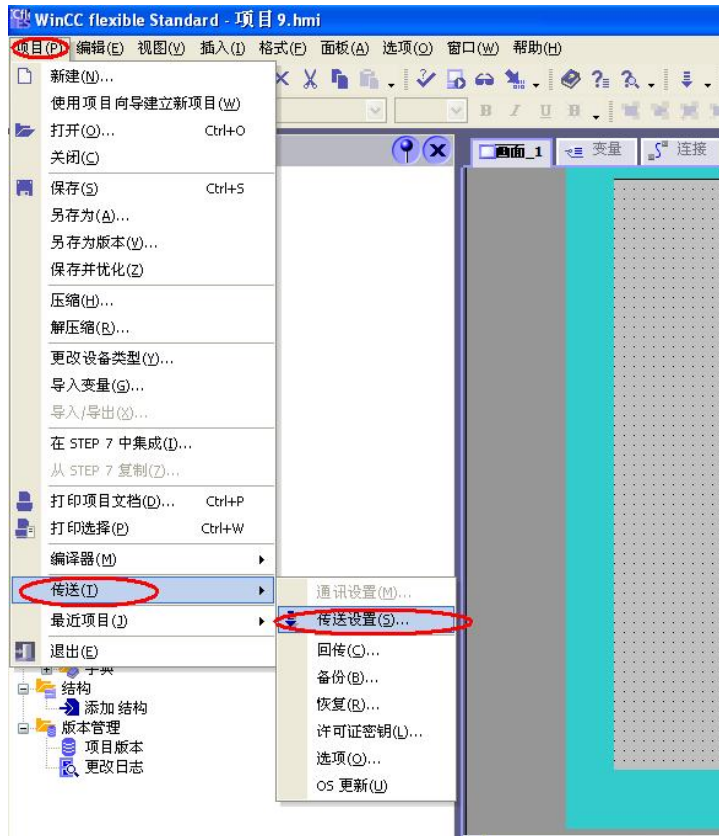 WinCC flexible Standard - 项目9.hmi
项目(P) 编辑(E) 视图(V) 插入(I) 格式(F) 面板(A) 选项(O) 窗口(W) 帮助(H)
新建(N)...
使用项目向导建立新项目(W)
打开(O)... Ctrl+O
关闭(C)
画面_1 变量 连接
保存(S) Ctrl+S
另存为(A)...
另存为版本(V)...
保存并优化(Z)
压缩(H)...
解压缩(R)...
更改设备类型(Y)...
导入变量(G)...
导入/导出(X)...
在 STEP 7 中集成(I)...
从 STEP 7 复制(7)...
打印项目文档(D)... Ctrl+P
打印选择(P) Ctrl+W
编译器(M)
传送(T)
最近项目(J)
退出(E)
通讯设置(M)...
传送设置(S)...
回传(C)...
备份(B)...
恢复(R)...
许可证密钥(L)...
选项(O)...
OS 更新(U)
结构
添加 结构
版本管理
项目版本
更改日志